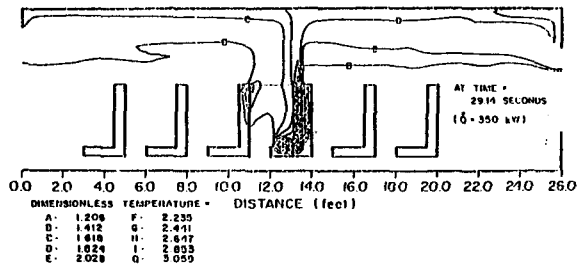 C
D
D
C
D
B
AT TIME =
29.14 SECONDS
(Q̇ = 350 kW)
0.0 2.0 4.0 6.0 8.0 10.0 12.0 14.0 16.0 18.0 20.0 22.0 24.0 26.0
DISTANCE (feet)
DIMENSIONLESS TEMPERATURE =
A- 1.206 F- 2.235
B- 1.412 G- 2.441
C- 1.618 H- 2.647
D- 1.824 I- 2.853
E- 2.029 Q- 3.059